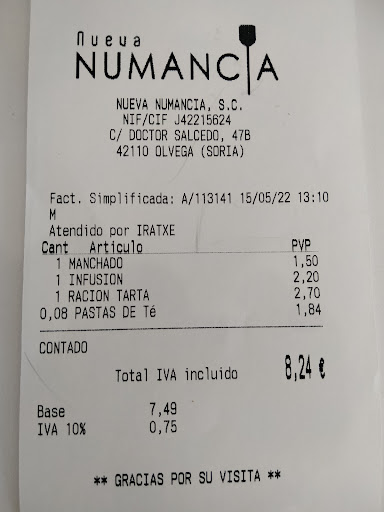 Nueva
NUMANCIA
NUEVA NUMANCIA, S.C.
NIF/CIF J42215624
C/ DOCTOR SALCEDO, 47B
42110 OLVEGA (SORIA)
Fact. Simplificada: A/113141 15/05/22 13:10
M
Atendido por IRATXE
Cant Articulo PVP
1 MANCHADO 1,50
1 INFUSION 2,20
1 RACION TARTA 2,70
0,08 PASTAS DE Té 1,84
CONTADO
Total IVA incluido 8,24 €
Base 7,49
IVA 10% 0,75
** GRACIAS POR SU VISITA **